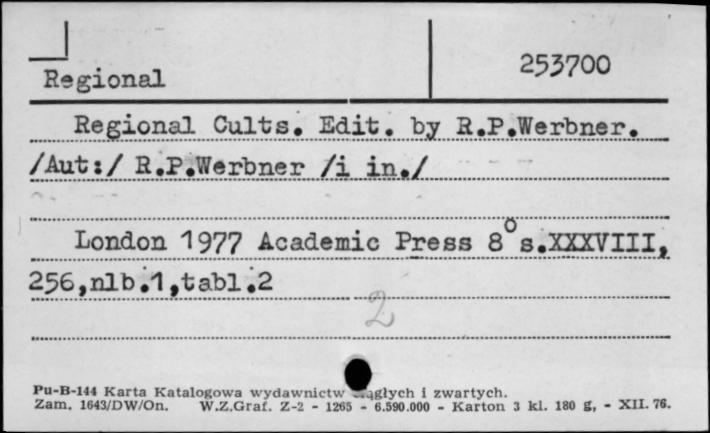 Regional
253700
Regional Cults. Edit. by R.P.Werbner.
/Aut:/ R.P.Werbner /i in./
London 1977 Academic Press 8° s.XXXVIII,
256,nlb.1,tabl.2
2
Pu-B-144 Karta Katalogowa wydawnictw i zwartych.
Zam. 1643/DW/On. W.Z.Graf. Z-2 - 1265 - 6.590.000 - Karton 3 kl. 180 g, - XII. 76.